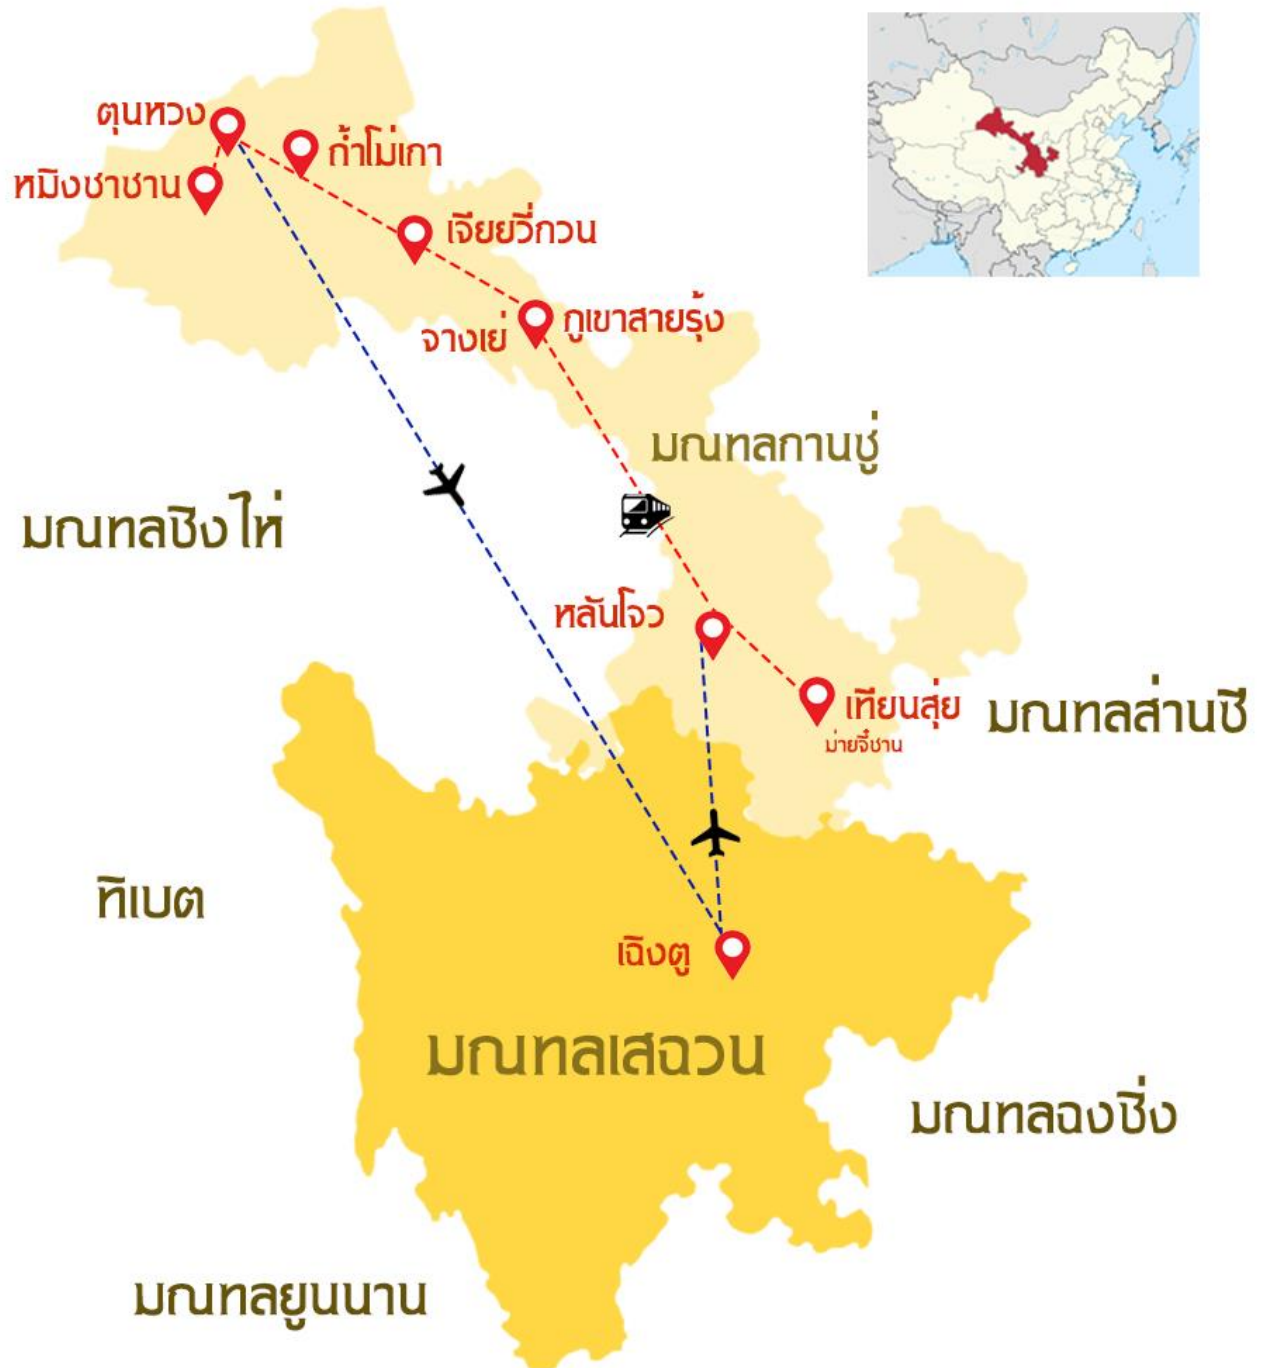 ตุนหวง
ถ้ำโม่เกา
หมิงซาซาน
เจียยวี่กวน
ภูเขาสายรุ้ง
จางเย่
มณฑลกานซู่
มณฑลชิงไห่
หลันโจว
เทียนสุ่ย
ม่ายจีซาน
มณฑลส่านซี
ทิเบต
เฉิงตู
มณฑลเสฉวน
มณฑลฉงชิ่ง
มณฑลยูนนาน